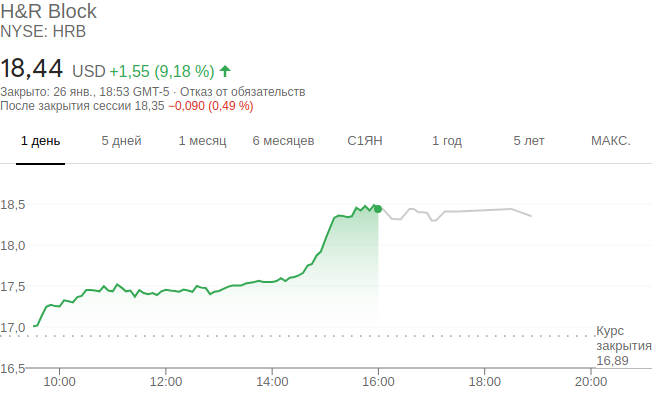 H&R Block
NYSE: HRB
18,44 USD +1,55 (9,18 %)
Закрыто: 26 янв., 18:53 GMT-5 · Отказ от обязательств
После закрытия сессии 18,35 −0,090 (0,49 %)
1 день 5 дней 1 месяц 6 месяцев С1ЯН 1 год 5 лет МАКС.
18,5
18,0
17,5
17,0
Курс
закрытия
16,89
16,5
10:00 12:00 14:00 16:00 18:00 20:00